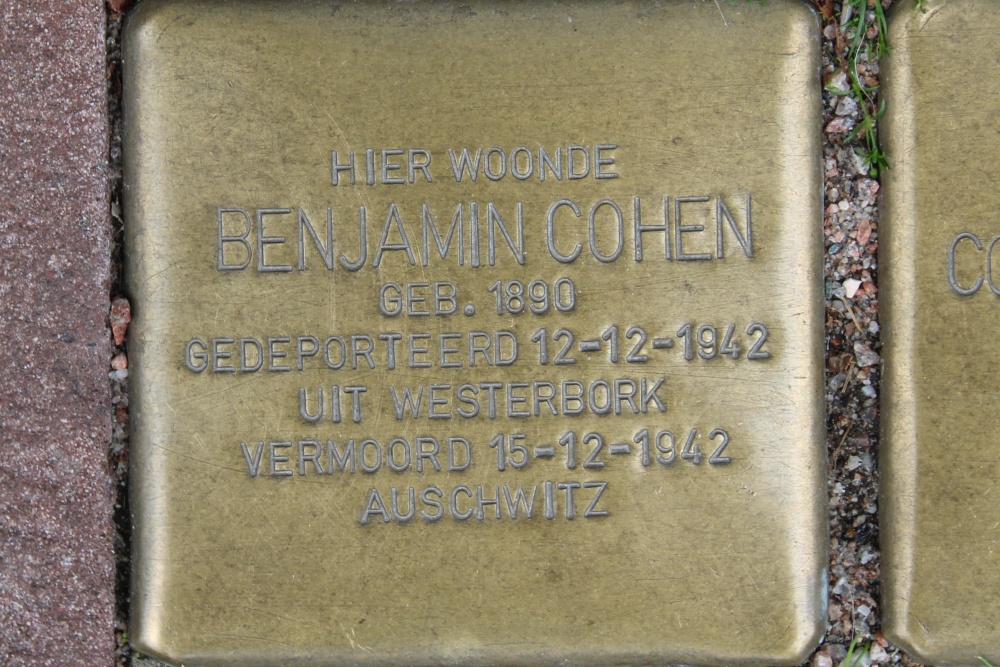 HIER WOONDE
BENJAMIN COHEN
GEB. 1890
GEDEPORTEERD 12-12-1942
UIT WESTERBORK
VERMOORD 15-12-1942
AUSCHWITZ